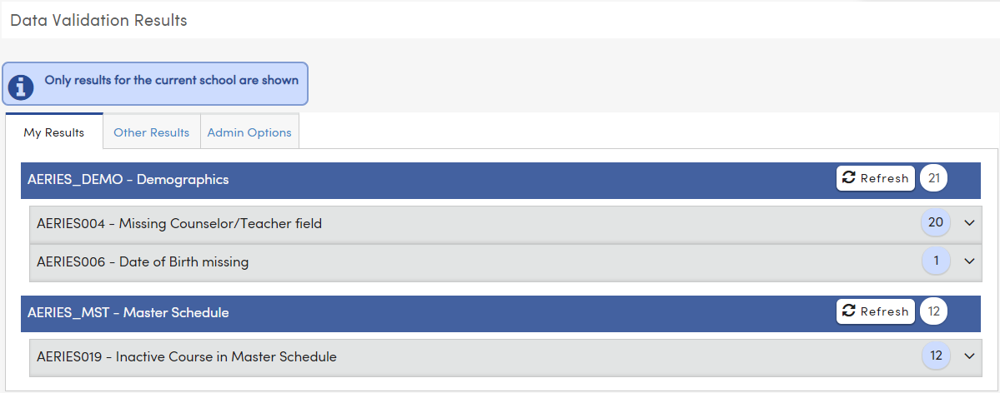 Data Validation Results
Only results for the current school are shown
My Results Other Results Admin Options
AERIES_DEMO - Demographics Refresh 21
AERIES004 - Missing Counselor/Teacher field 20
AERIES006 - Date of Birth missing 1
AERIES_MST - Master Schedule Refresh 12
AERIES019 - Inactive Course in Master Schedule 12